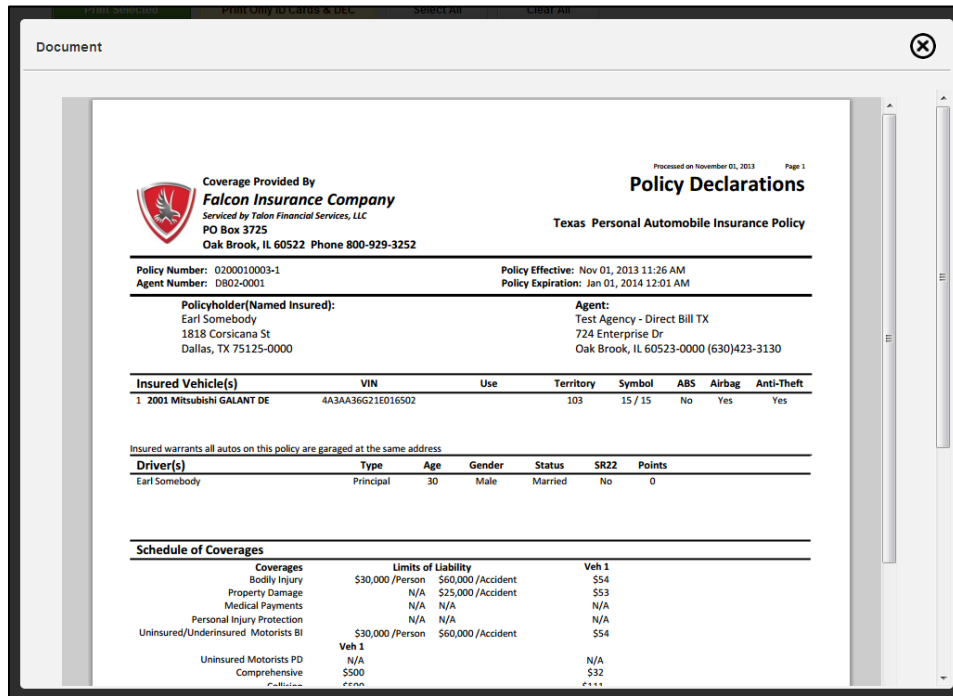 Print Selected Print Only ID Cards & DEC Select All Clear All
Document
Processed on November 01, 2013 Page 1
Policy Declarations
Coverage Provided By
Falcon Insurance Company
Serviced by Talon Financial Services, LLC
Texas Personal Automobile Insurance Policy
PO Box 3725
Oak Brook, IL 60522 Phone 800-929-3252
Policy Number: 0200010003-1 Policy Effective: Nov 01, 2013 11:26 AM
Agent Number: DB02-0001 Policy Expiration: Jan 01, 2014 12:01 AM
Policyholder(Named Insured): Agent:
Earl Somebody Test Agency - Direct Bill TX
1818 Corsicana St 724 Enterprise Dr
Dallas, TX 75125-0000 Oak Brook, IL 60523-0000 (630)423-3130
Insured Vehicle(s) VIN Use Territory Symbol ABS Airbag Anti-Theft
1 2001 Mitsubishi GALANT DE 4A3AA36G21E016502 103 15 / 15 No Yes Yes
Insured warrants all autos on this policy are garaged at the same address
Driver(s) Type Age Gender Status SR22 Points
Earl Somebody Principal 30 Male Married No 0
Schedule of Coverages
Coverages Limits of Liability Veh 1
Bodily Injury $30,000 /Person $60,000 /Accident $54
Property Damage N/A $25,000 /Accident $53
Medical Payments N/A N/A N/A
Personal Injury Protection N/A N/A N/A
Uninsured/Underinsured Motorists BI $30,000 /Person $60,000 /Accident $54
Veh 1
Uninsured Motorists PD N/A N/A
Comprehensive $500 $32
Collision $500 $111